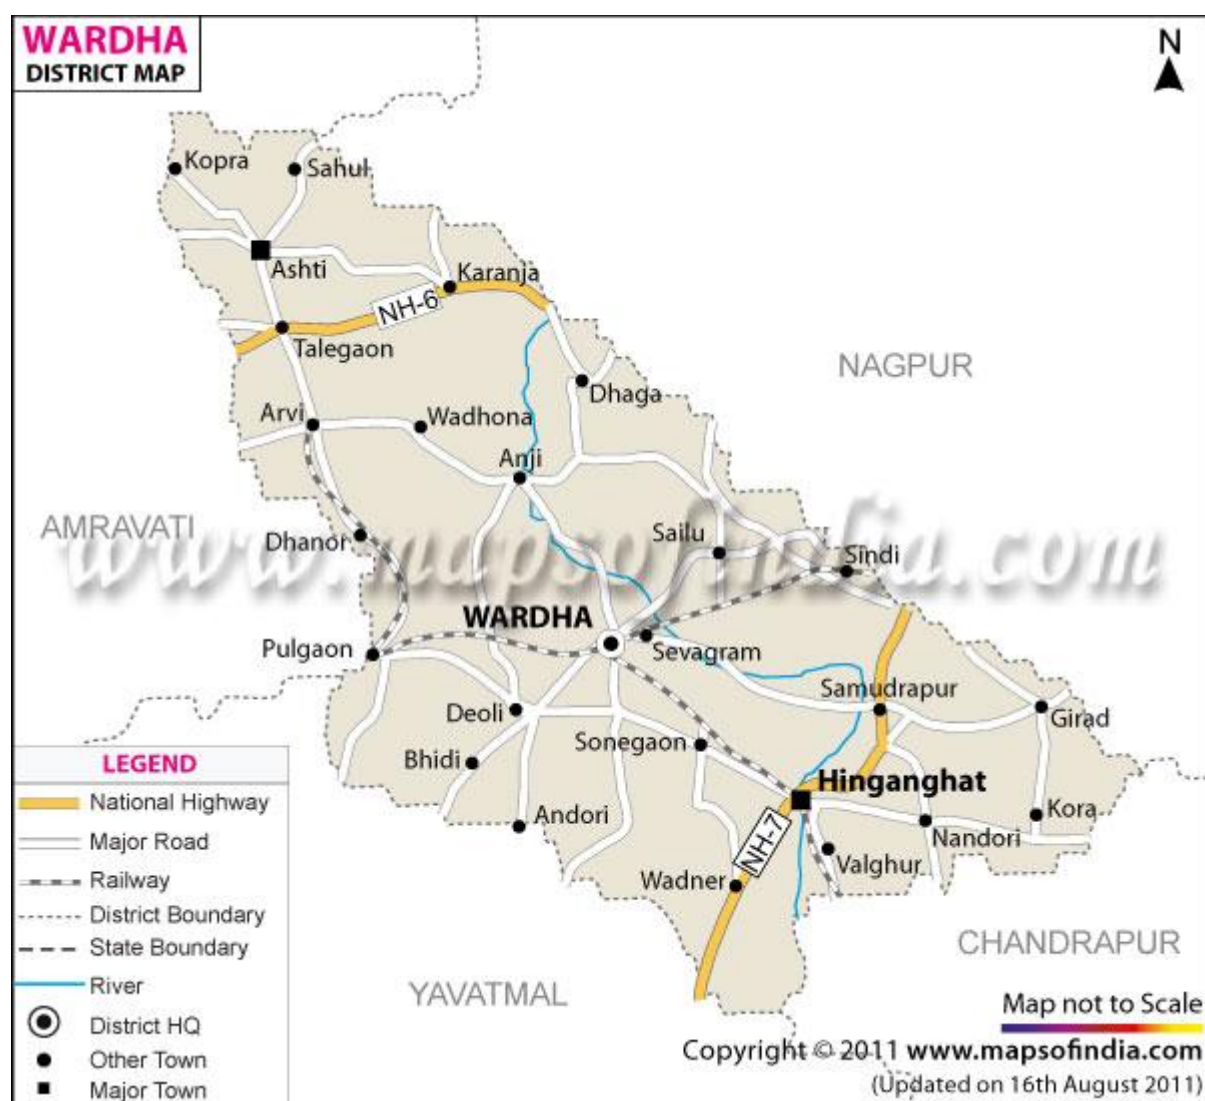 WARDHA
DISTRICT MAP
N
Kopra
Sahul
Ashti
Karanja
NH-6
Talegaon
NAGPUR
Dhaga
Arvi
Wadhona
Anji
AMRAVATI
www.mapsofindia.com
Dhanor
Sailu
Sindi
WARDHA
Pulgaon
Sevagram
Samudrapur
Deoli
Girad
Sonegaon
Bhidi
Hinganghat
Andori
Kora
Nandori
NH-7
Valghur
Wadner
CHANDRAPUR
YAVATMAL
LEGEND
National Highway
Major Road
Railway
District Boundary
State Boundary
River
District HQ
Other Town
Major Town
Map not to Scale
Copyright © 2011 www.mapsofindia.com
(Updated on 16th August 2011)